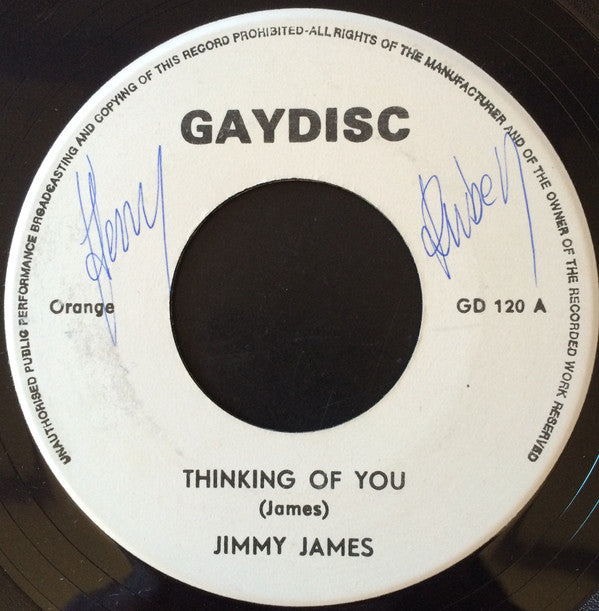 UNAUTHORISED PUBLIC PERFORMANCE BROADCASTING AND COPYING OF THIS RECORD PROHIBITED-ALL RIGHTS OF THE MANUFACTURER AND OF THE OWNER OF THE RECORDED WORK RESERVED
GAYDISC
Orange
GD 120 A
THINKING OF YOU
(James)
JIMMY JAMES